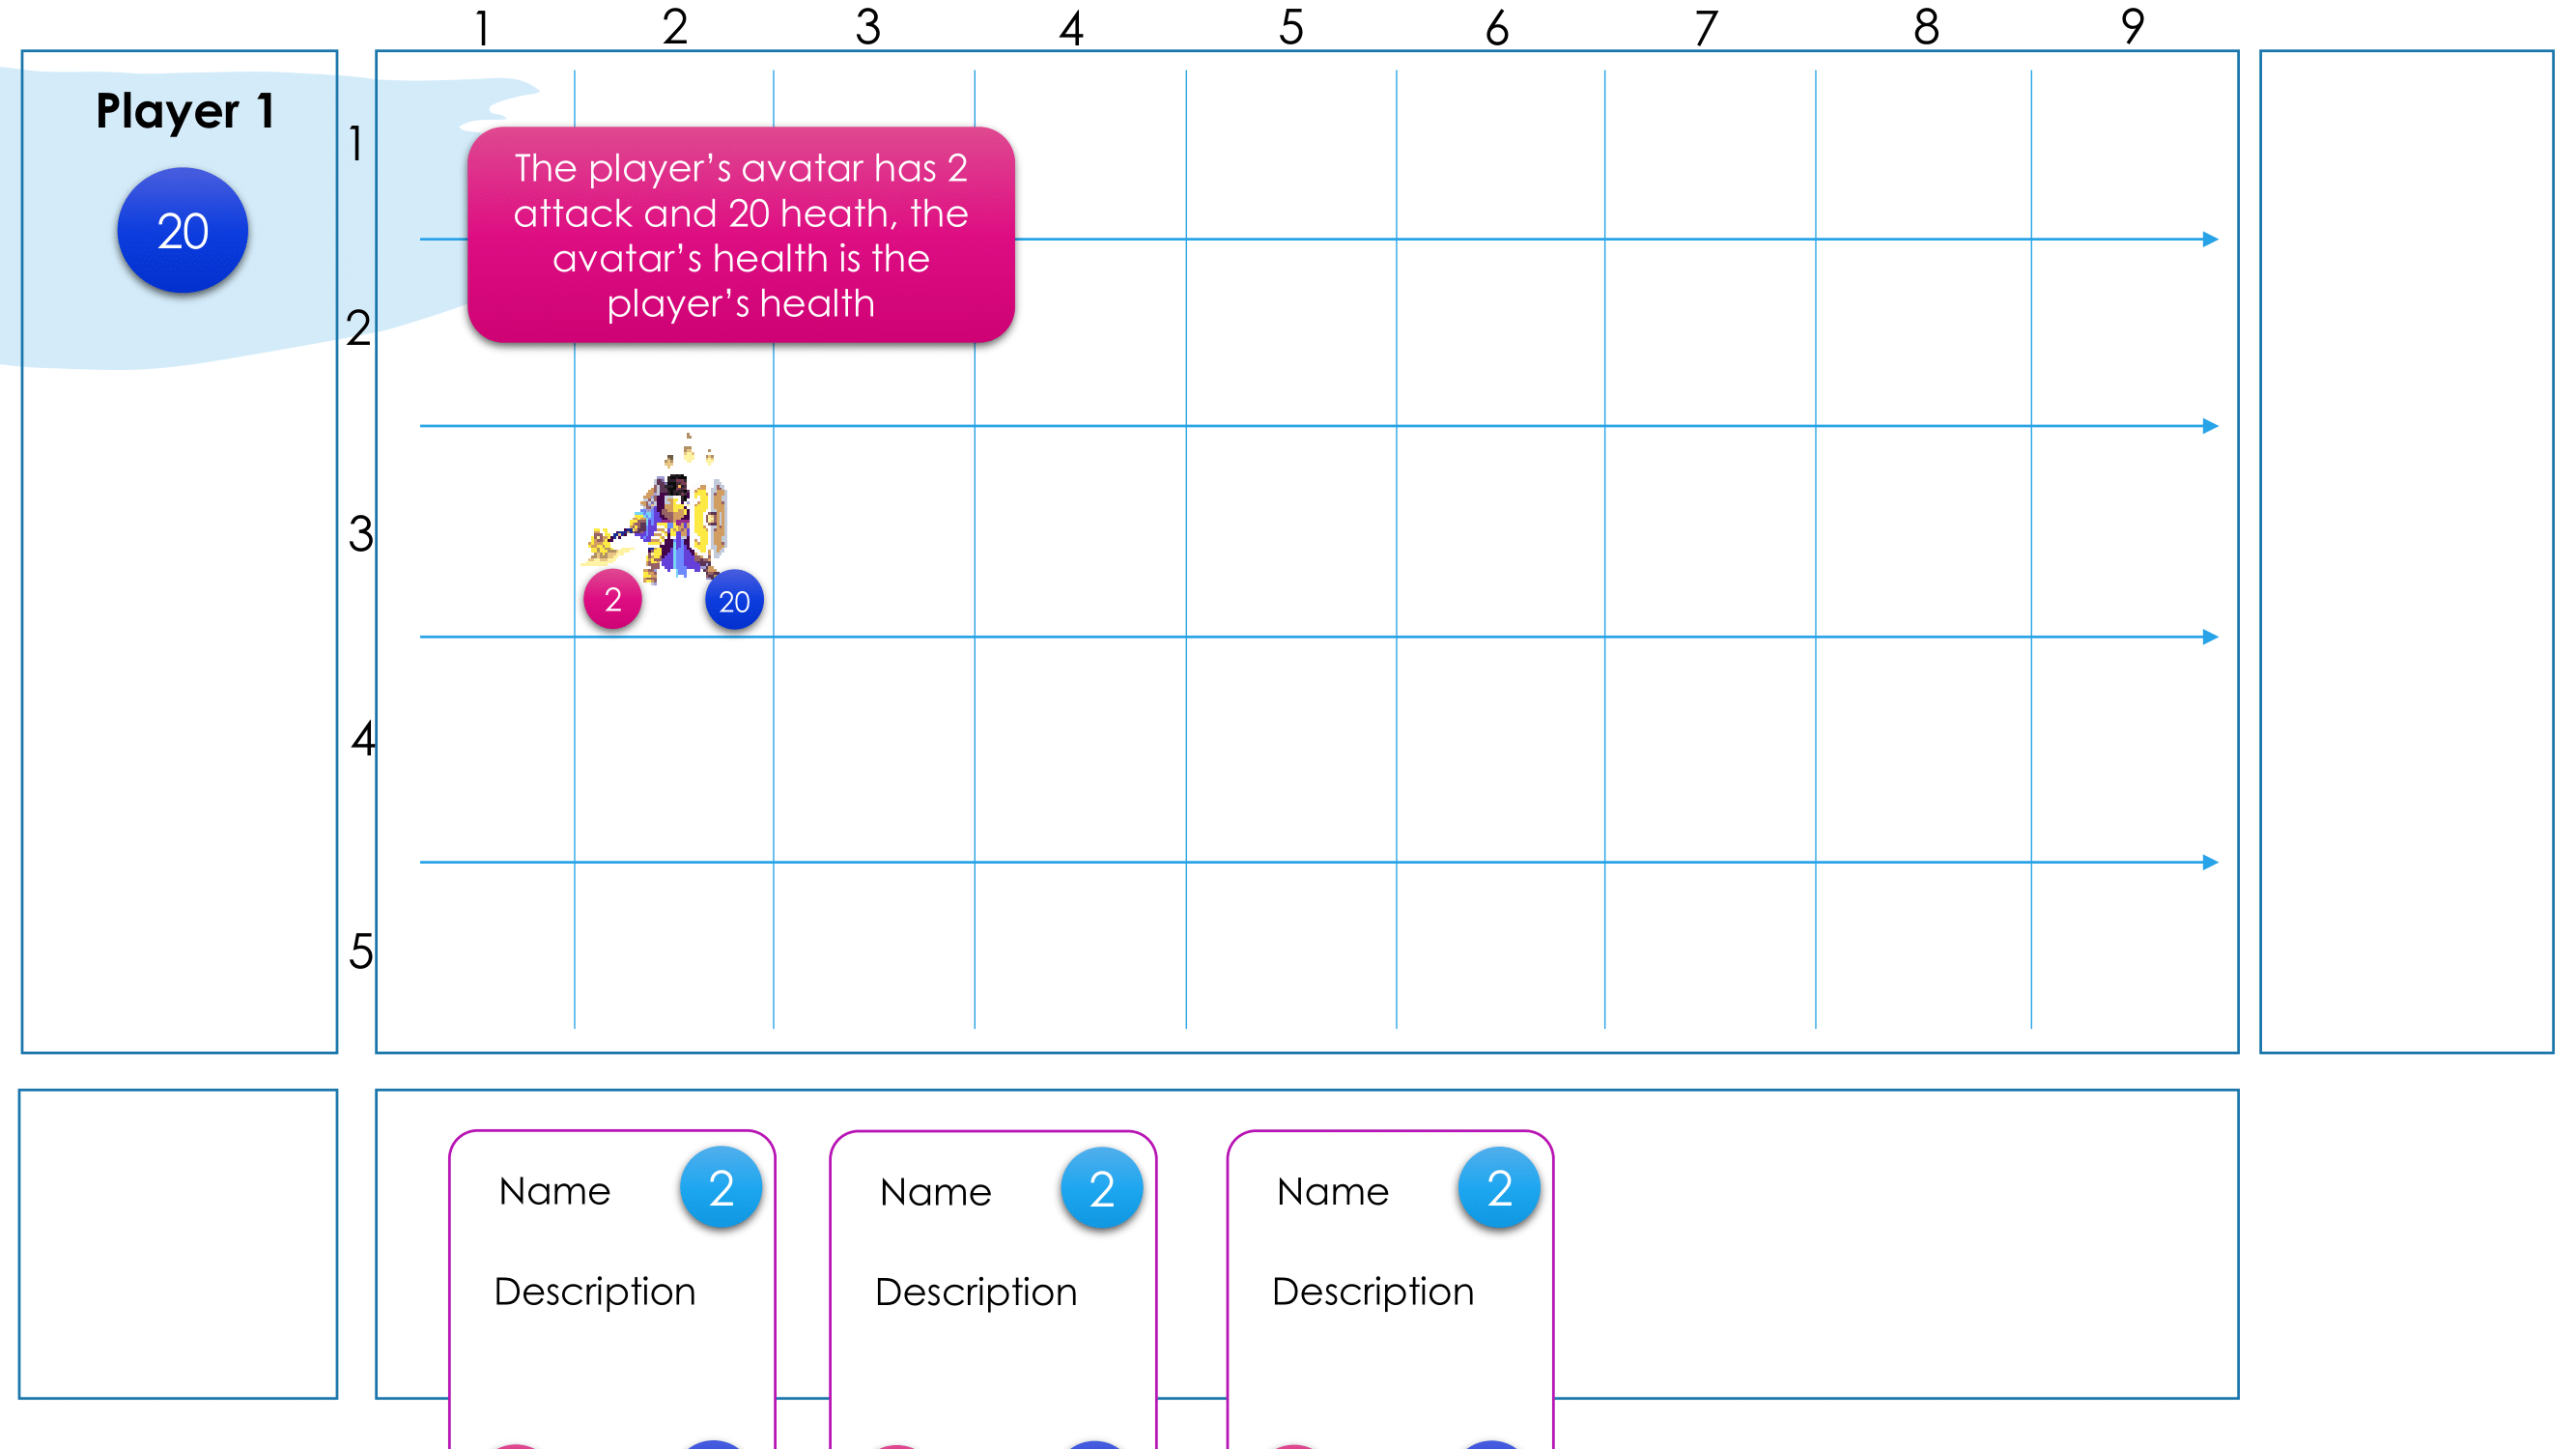 1 2 3 4 5 6 7 8 9
Player 1
20
1
The player's avatar has 2
attack and 20 heath, the
avatar's health is the
player's health
2
3
2 20
4
5
Name 2
Description
Name 2
Description
Name 2
Description